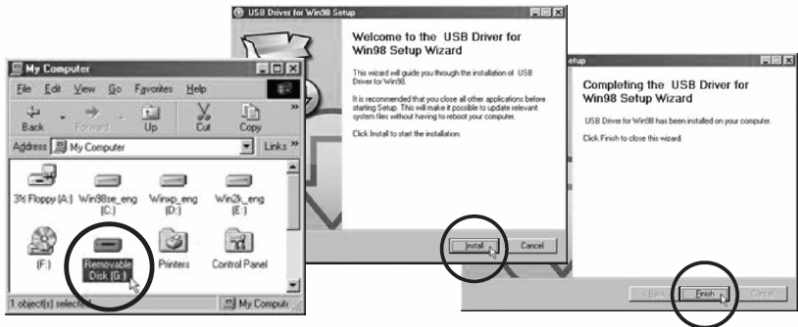 My Computer
File Edit View Go Favorites Help
Back Forward Up Cut Copy »
Address My Computer Links »
3½ Floppy (A:) Win98se_eng (C:) Winxp_eng (D:) Win2k_eng (E:)
(F:) Removable Disk (G:) Printers Control Panel
1 object(s) selected My Comput
USB Driver for Win98 Setup
Welcome to the USB Driver for
Win98 Setup Wizard
This wizard will guide you through the installation of USB
Driver for Win98.
It is recommended that you close all other applications before
starting Setup. This will make it possible to update relevant
system files without having to reboot your computer.
Click Install to start the installation.
Install Cancel
etup
Completing the USB Driver for
Win98 Setup Wizard
USB Driver for Win98 has been installed on your computer.
Click Finish to close this wizard.
< Back Finish Cancel